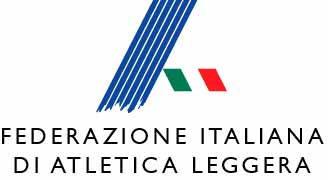 FEDERAZIONE ITALIANA
DI ATLETICA LEGGERA